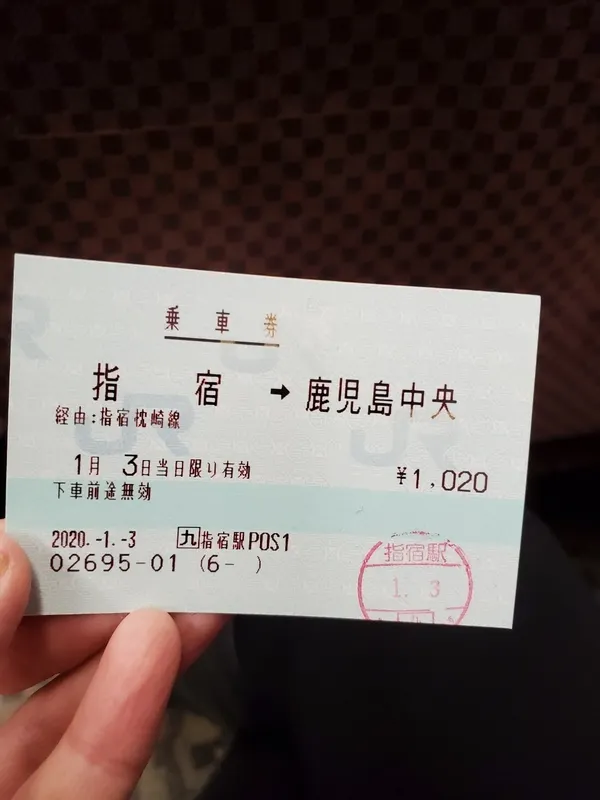 乗車券
指宿 → 鹿児島中央
経由:指宿枕崎線
1月 3日当日限り有効
¥1,020
下車前途無効
2020.-1.-3 九指宿駅POS1
02695-01 (6- )
指宿駅
1. 3
JR